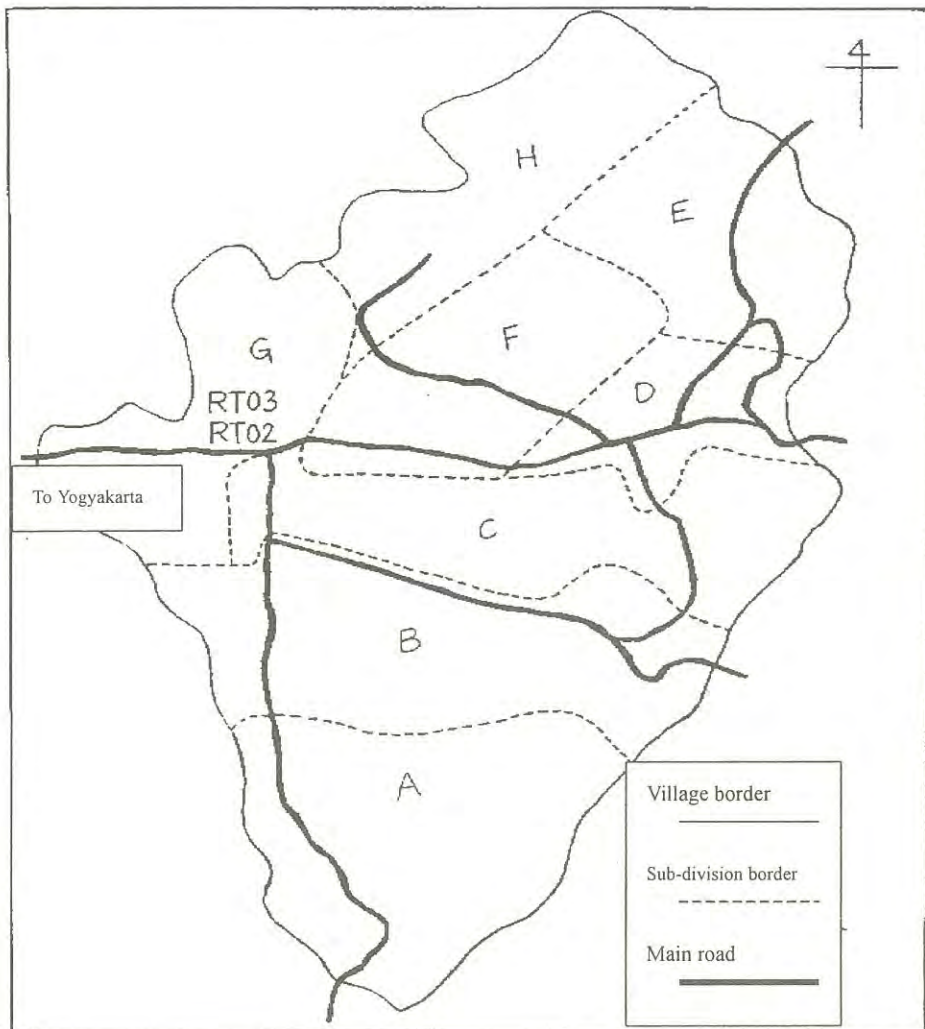 H
E
F
G
RT03
RT02
D
To Yogyakarta
C
B
A
Village border
Sub-division border
Main road